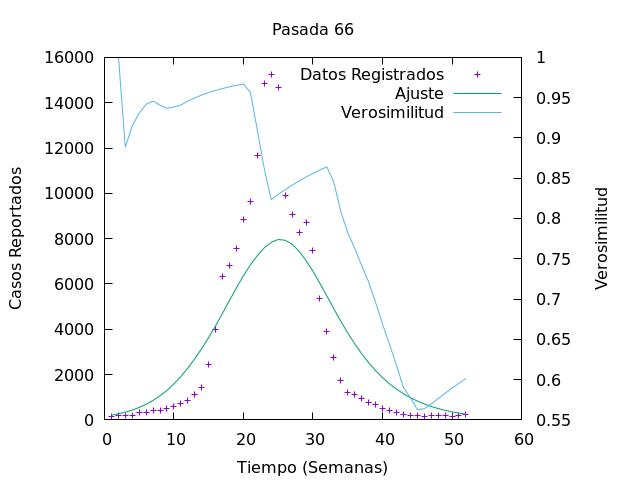 Pasada 66
Datos Registrados
Ajuste
Verosimilitud
Casos Reportados
16000
14000
12000
10000
8000
6000
4000
2000
0
1
0.95
0.9
0.85
0.8
0.75
0.7
0.65
0.6
0.55
Verosimilitud
0 10 20 30 40 50 60
Tiempo (Semanas)